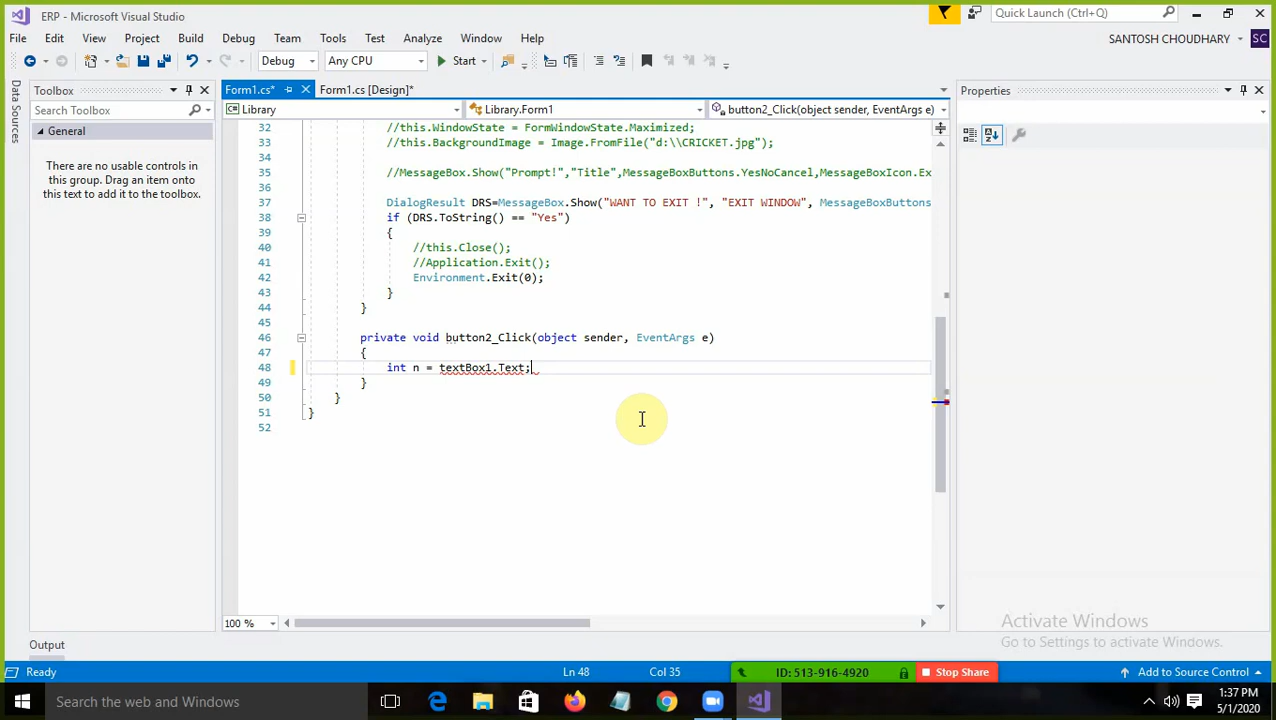 ERP - Microsoft Visual Studio
Quick Launch (Ctrl+Q)
File Edit View Project Build Debug Team Tools Test Analyze Window Help
SANTOSH CHOUDHARY SC
Debug Any CPU Start
Toolbox
Form1.cs* Form1.cs [Design]*
Properties
Search Toolbox
Library Library.Form1 button2_Click(object sender, EventArgs e)
General
There are no usable controls in
this group. Drag an item onto
this text to add it to the toolbox.
Data Sources
32 //this.WindowState = FormWindowState.Maximized;
33 //this.BackgroundImage = Image.FromFile("d:\\CRICKET.jpg");
34
35 //MessageBox.Show("Prompt!","Title",MessageBoxButtons.YesNoCancel,MessageBoxIcon.Ex
36
37 DialogResult DRS=MessageBox.Show("WANT TO EXIT !", "EXIT WINDOW", MessageBoxButtons
38 if (DRS.ToString() == "Yes")
39 {
40 //this.Close();
41 //Application.Exit();
42 Environment.Exit(0);
43 }
44 }
45
46 private void button2_Click(object sender, EventArgs e)
47 {
48 int n = textBox1.Text;
49 }
50 }
51 }
52
100 %
Activate Windows
Go to Settings to activate Windows.
Output
Ready Ln 48 Col 35 ID: 513-916-4920 Stop Share Add to Source Control
Search the web and Windows
1:37 PM
5/1/2020